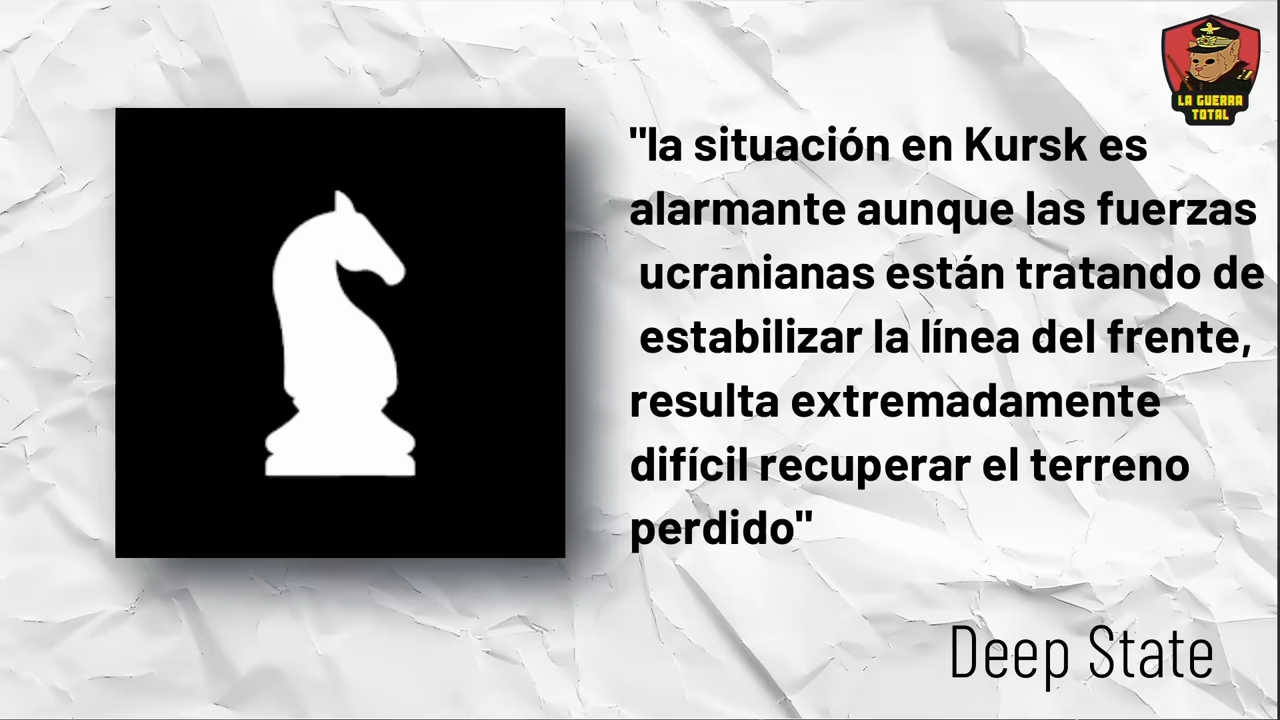 LA GUERRA
TOTAL
"la situación en Kursk es
alarmante aunque las fuerzas
ucranianas están tratando de
estabilizar la línea del frente,
resulta extremadamente
difícil recuperar el terreno
perdido"
Deep State